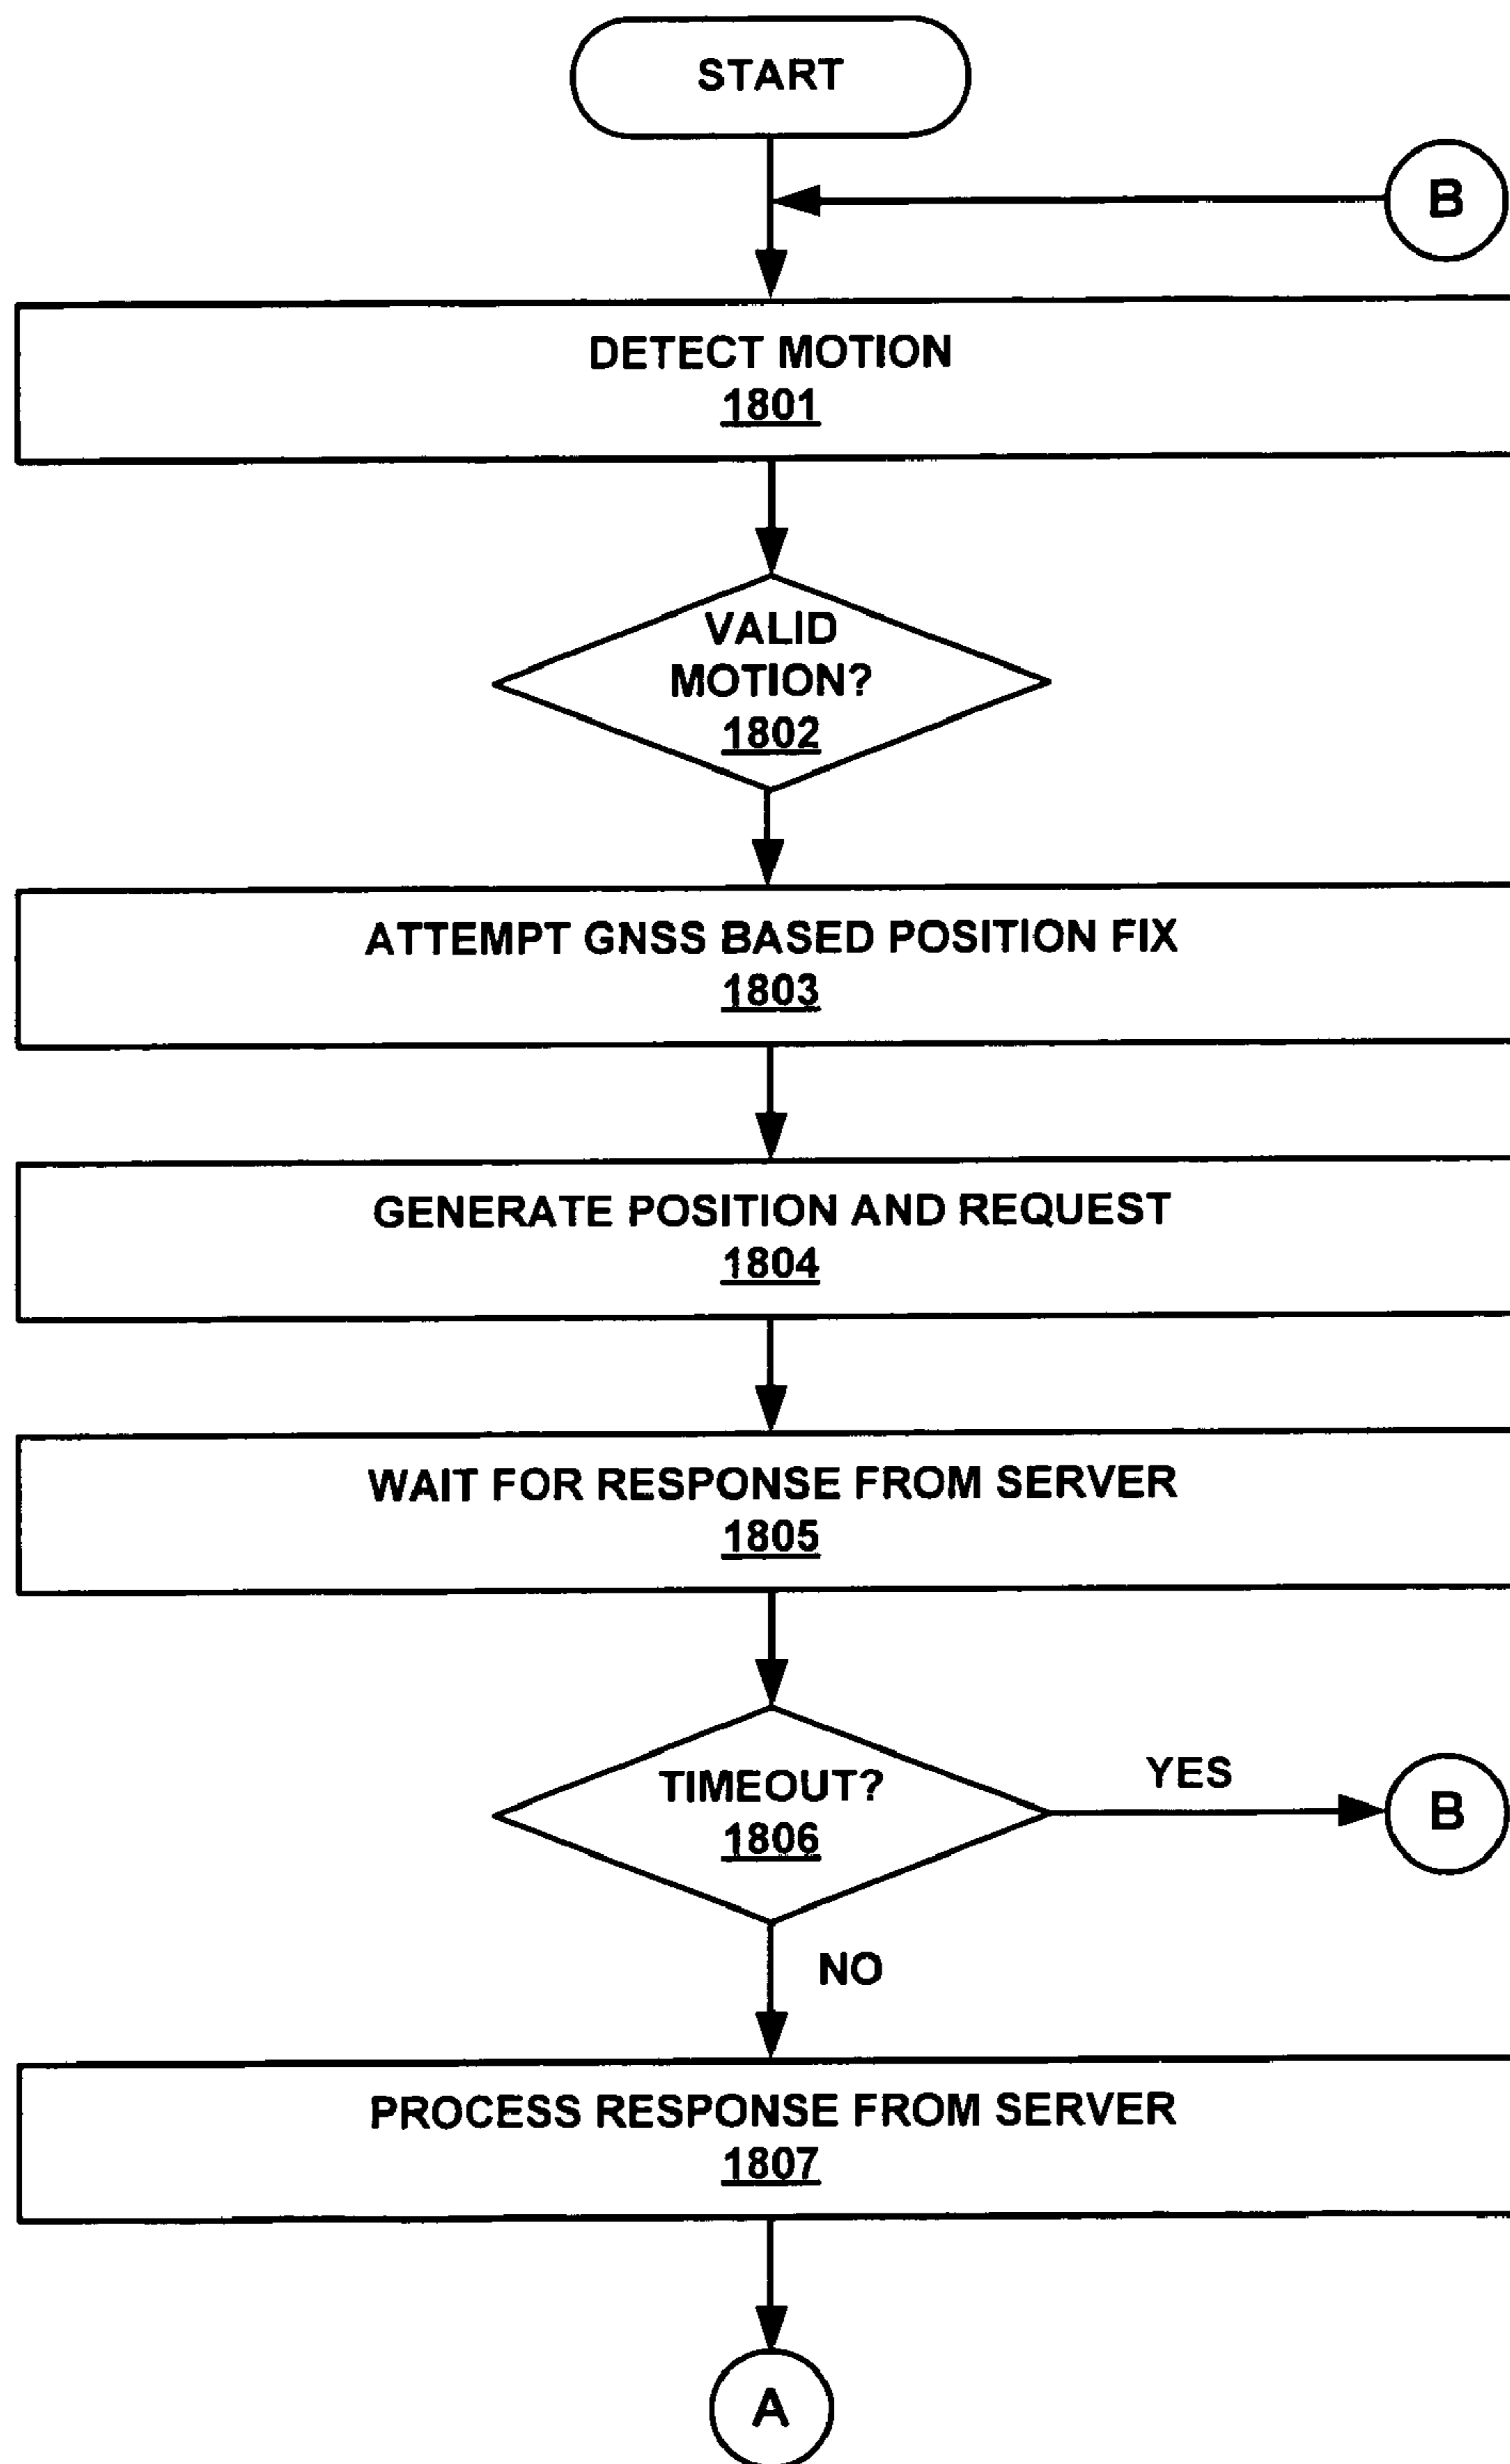 START
B
DETECT MOTION
1801
VALID
MOTION?
1802
ATTEMPT GNSS BASED POSITION FIX
1803
GENERATE POSITION AND REQUEST
1804
WAIT FOR RESPONSE FROM SERVER
1805
TIMEOUT?
1806
YES
B
NO
PROCESS RESPONSE FROM SERVER
1807
A